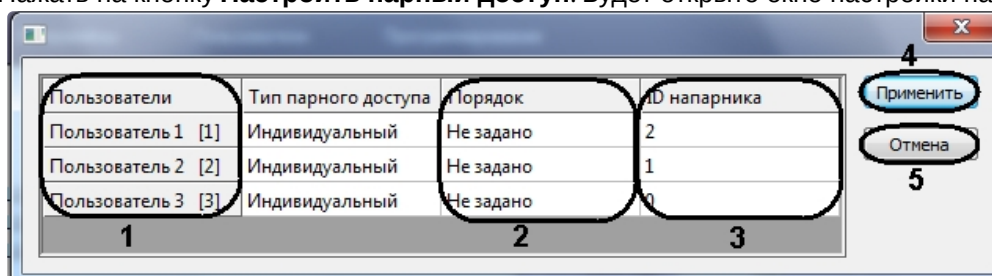 нажать на кнопку Настроить парный доступ. Будет открыто окно настройки па
x
4
Пользователи Тип парного доступа Порядок ID напарника Применить
Пользователь 1 [1] Индивидуальный Не задано 2
Отмена
Пользователь 2 [2] Индивидуальный Не задано 1
5
Пользователь 3 [3] Индивидуальный Не задано 0
1 2 3